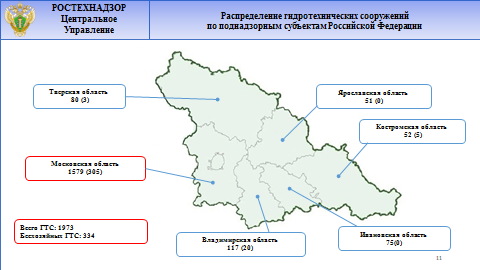 РОСТЕХНАДЗОР
Центральное
Управление
Распределение гидротехнических сооружений
по поднадзорным субъектам Российской Федерации
Тверская область
80 (3)
Ярославская область
51 (0)
Костромская область
52 (5)
Московская область
1579 (305)
Всего ГТС: 1973
Бесхозяйных ГТС: 334
Владимирская область
117 (20)
Ивановская область
75(0)
11